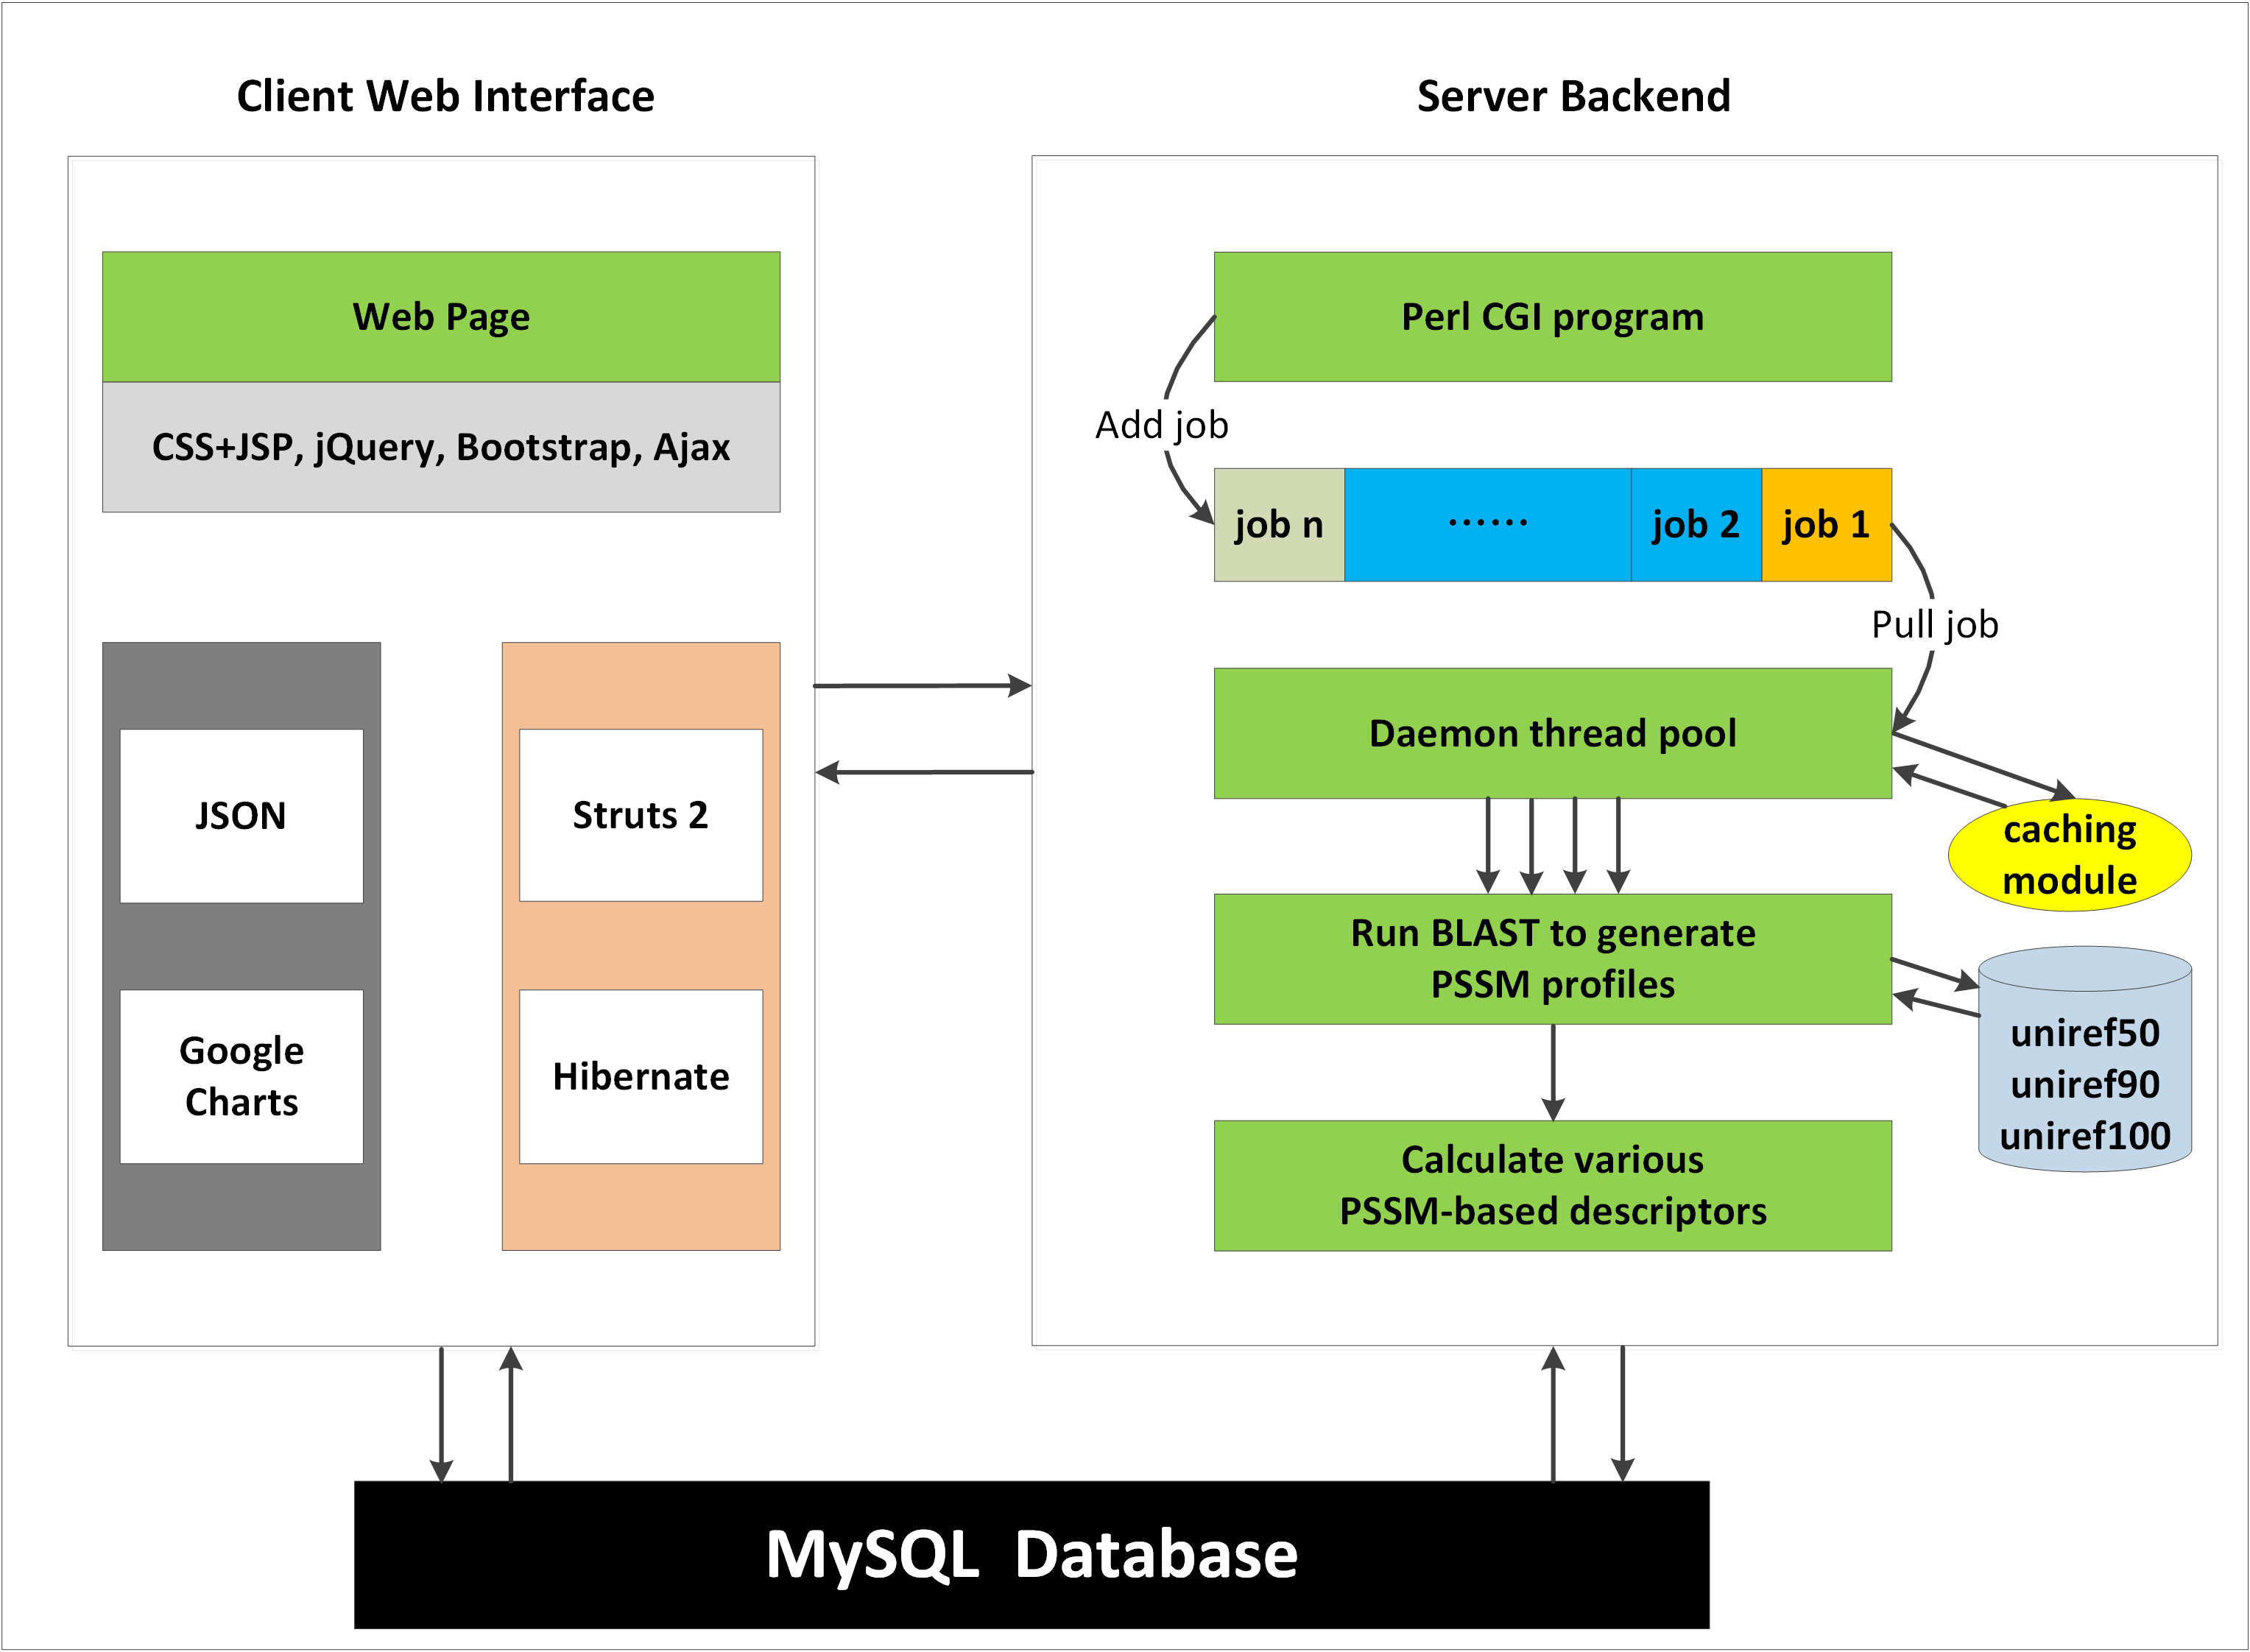 Client Web Interface
Web Page
CSS+JSP, jQuery, Bootstrap, Ajax
JSON
Google
Charts
Struts 2
Hibernate
Server Backend
Perl CGI program
Add job
job n
......
job 2
job 1
Pull job
Daemon thread pool
caching
module
Run BLAST to generate
PSSM profiles
uniref50
uniref90
uniref100
Calculate various
PSSM-based descriptors
MySQL Database